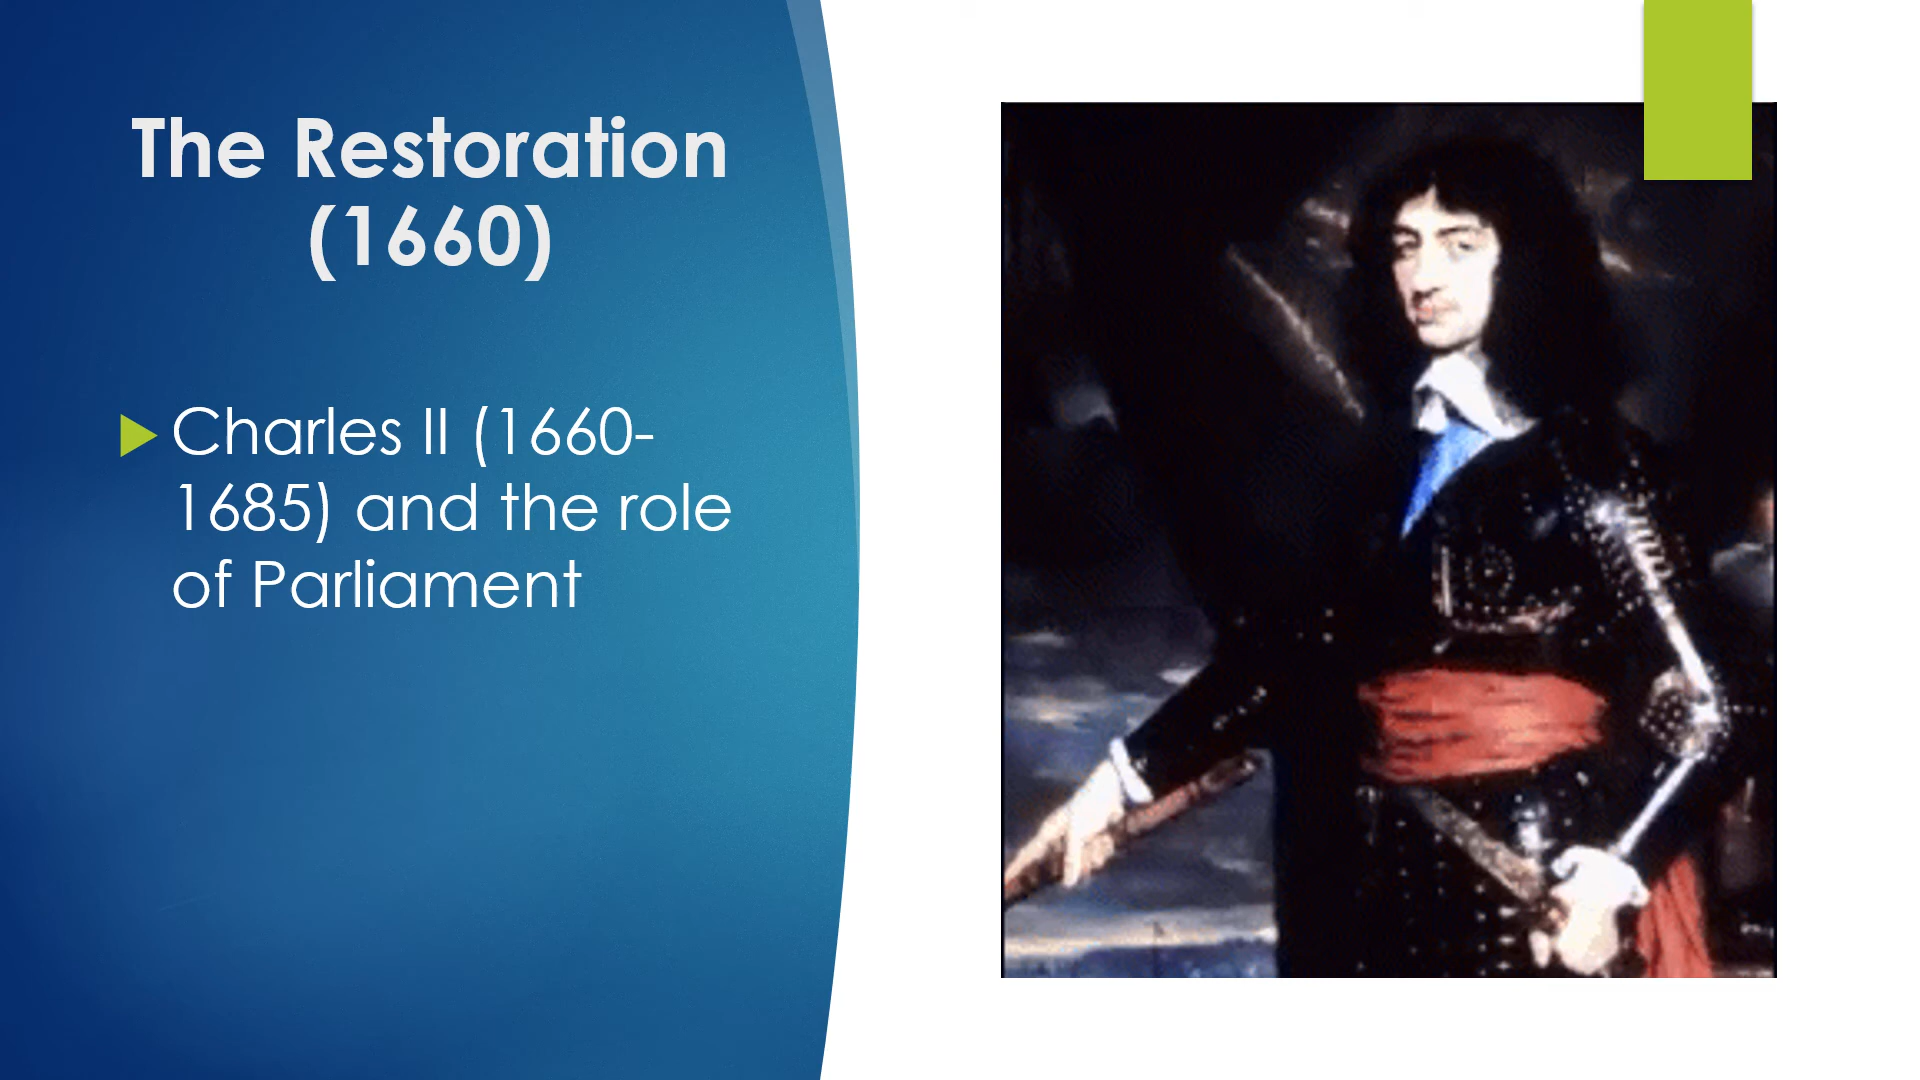 The Restoration
(1660)
Charles II (1660-
1685) and the role
of Parliament